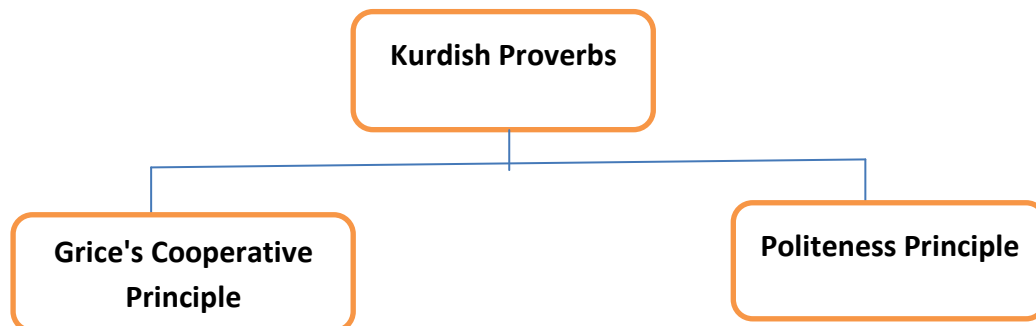 Kurdish Proverbs
Grice's Cooperative
Principle
Politeness Principle